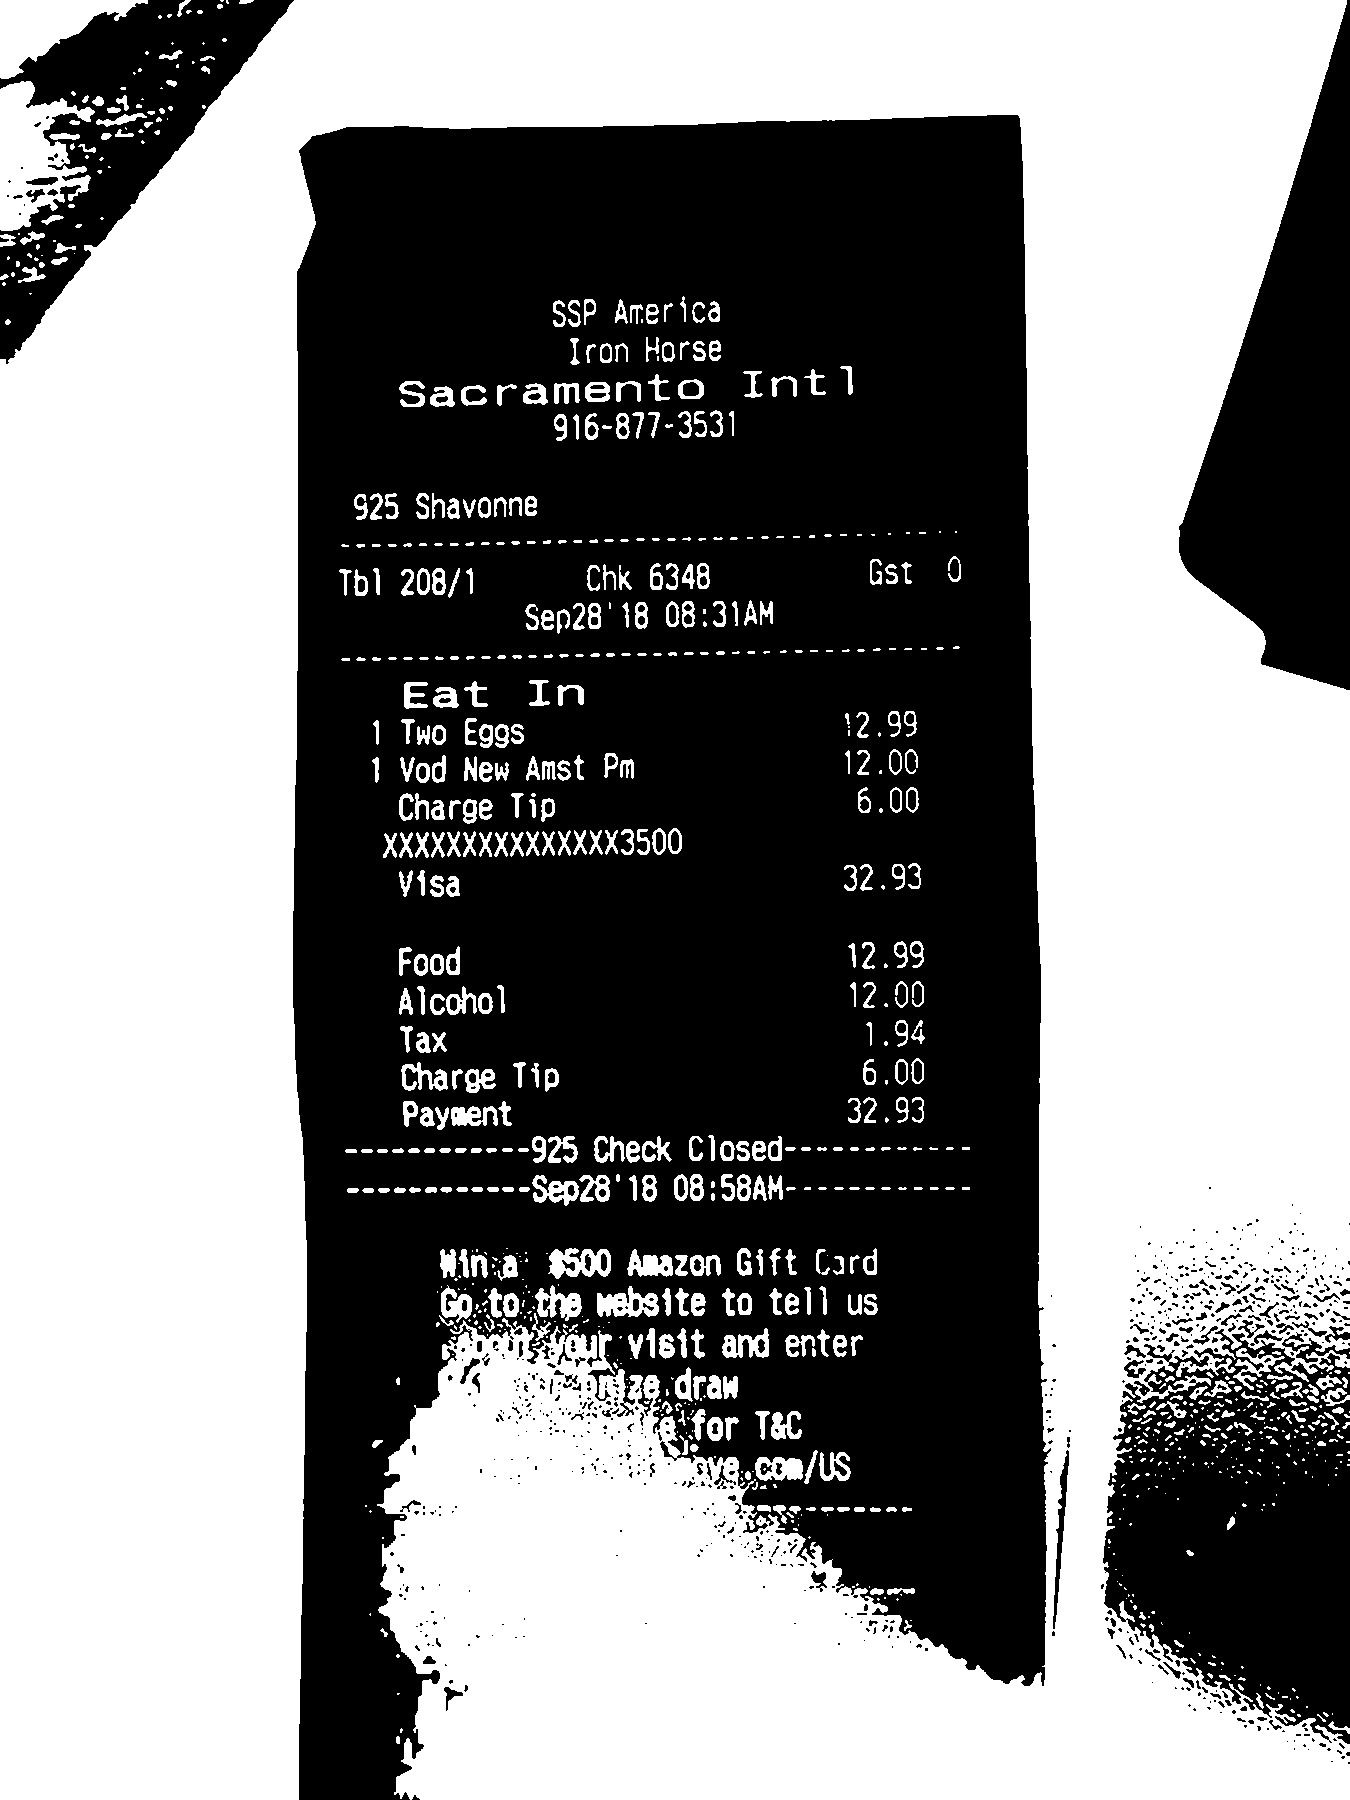 SSP America
Iron Horse
Sacramento Intl
916-877-3531
925 Shavonne
Tbl 208/1 Chk 6348 Gst 0
Sep28'18 08:31AM
Eat In
1 Two Eggs 12.99
1 Vod New Amst Pm 12.00
Charge Tip 6.00
XXXXXXXXXXXXXXX3500
Visa 32.93
Food 12.99
Alcohol 12.00
Tax 1.94
Charge Tip 6.00
Payment 32.93
------------925 Check Closed------------
------------Sep28'18 08:58AM------------
Win a $500 Amazon Gift Card
Go to the website to tell us
about your visit and enter
prize draw
for T&C
.com/US